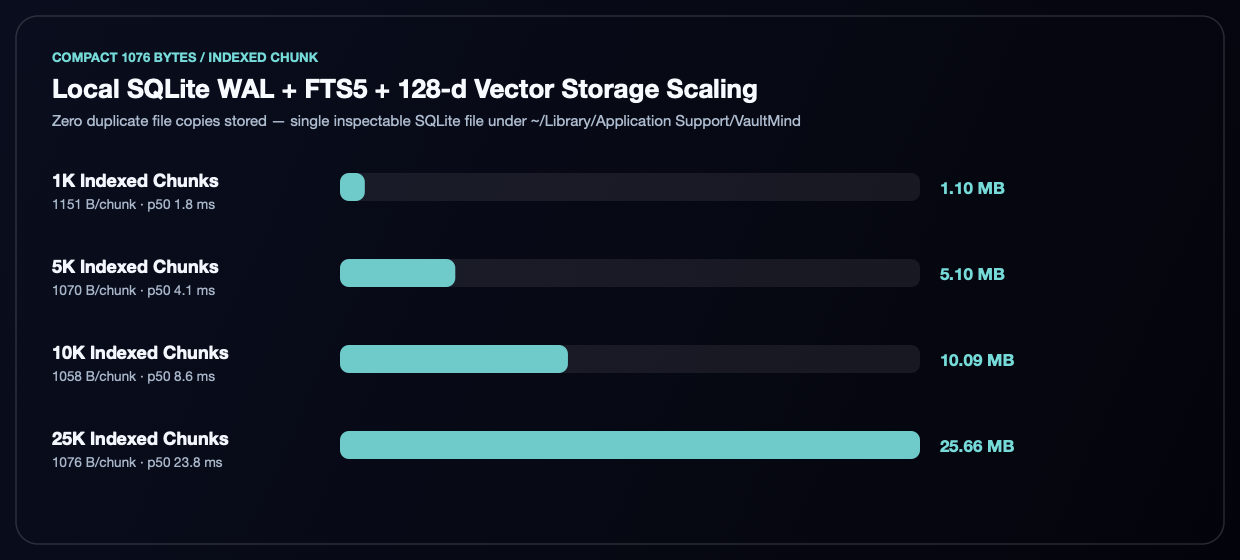 COMPACT 1076 BYTES / INDEXED CHUNK
Local SQLite WAL + FTS5 + 128-d Vector Storage Scaling
Zero duplicate file copies stored — single inspectable SQLite file under ~/Library/Application Support/VaultMind
1K Indexed Chunks
1151 B/chunk · p50 1.8 ms
1.10 MB
5K Indexed Chunks
1070 B/chunk · p50 4.1 ms
5.10 MB
10K Indexed Chunks
1058 B/chunk · p50 8.6 ms
10.09 MB
25K Indexed Chunks
1076 B/chunk · p50 23.8 ms
25.66 MB